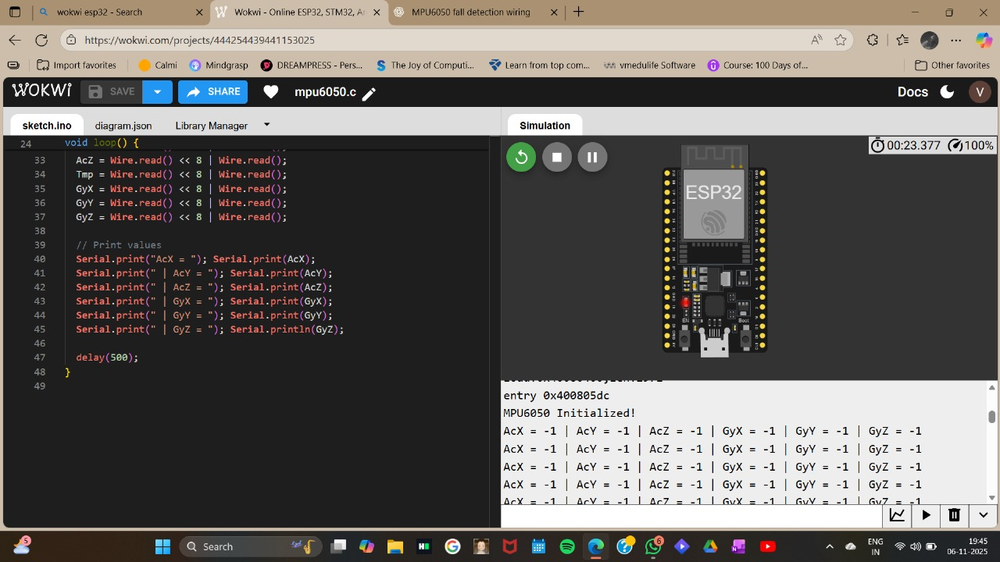 wokwi esp32 - Search
Wokwi - Online ESP32, STM32, Ar
MPU6050 fall detection wiring
https://wokwi.com/projects/444254439441153025
Import favorites
Calmi
Mindgrasp
DREAMPRESS - Pers...
The Joy of Computi...
Learn from top com...
vmedulife Software
Course: 100 Days of...
Other favorites
WOKWI
SAVE
SHARE
mpu6050.c
Docs
V
sketch.ino
diagram.json
Library Manager
Simulation
24 void loop() {
33 AcZ = Wire.read() << 8 | Wire.read();
34 Tmp = Wire.read() << 8 | Wire.read();
35 GyX = Wire.read() << 8 | Wire.read();
36 GyY = Wire.read() << 8 | Wire.read();
37 GyZ = Wire.read() << 8 | Wire.read();
38
39 // Print values
40 Serial.print("AcX = "); Serial.print(AcX);
41 Serial.print(" | AcY = "); Serial.print(AcY);
42 Serial.print(" | AcZ = "); Serial.print(AcZ);
43 Serial.print(" | GyX = "); Serial.print(GyX);
44 Serial.print(" | GyY = "); Serial.print(GyY);
45 Serial.print(" | GyZ = "); Serial.println(GyZ);
46
47 delay(500);
48 }
49
00:23.377
100%
ESP32
EN
Boot
entry 0x400805dc
MPU6050 Initialized!
AcX = -1 | AcY = -1 | AcZ = -1 | GyX = -1 | GyY = -1 | GyZ = -1
AcX = -1 | AcY = -1 | AcZ = -1 | GyX = -1 | GyY = -1 | GyZ = -1
AcX = -1 | AcY = -1 | AcZ = -1 | GyX = -1 | GyY = -1 | GyZ = -1
AcX = -1 | AcY = -1 | AcZ = -1 | GyX = -1 | GyY = -1 | GyZ = -1
AcX = -1 | AcY = -1 | AcZ = -1 | GyX = -1 | GyY = -1 | GyZ = -1
5
Search
6
ENG
IN
19:45
06-11-2025